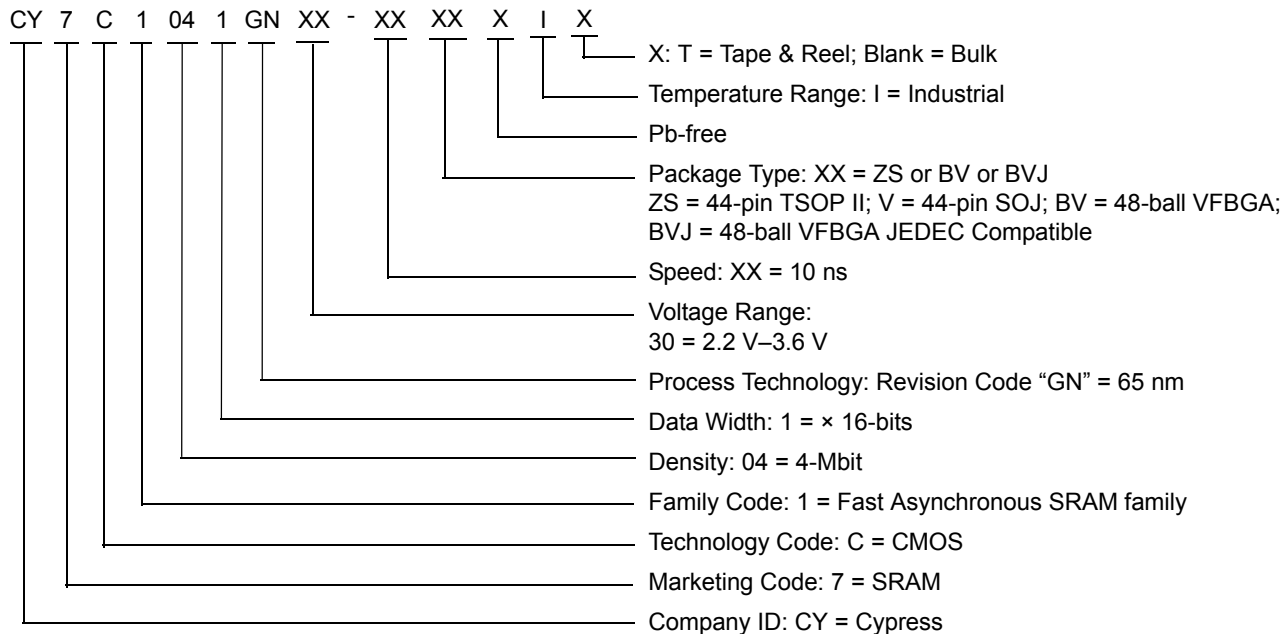 CY 7 C 1 04 1 GN XX - XX XX X I X
X: T = Tape & Reel; Blank = Bulk
Temperature Range: I = Industrial
Pb-free
Package Type: XX = ZS or BV or BVJ
ZS = 44-pin TSOP II; V = 44-pin SOJ; BV = 48-ball VFBGA;
BVJ = 48-ball VFBGA JEDEC Compatible
Speed: XX = 10 ns
Voltage Range:
30 = 2.2 V–3.6 V
Process Technology: Revision Code “GN” = 65 nm
Data Width: 1 = × 16-bits
Density: 04 = 4-Mbit
Family Code: 1 = Fast Asynchronous SRAM family
Technology Code: C = CMOS
Marketing Code: 7 = SRAM
Company ID: CY = Cypress